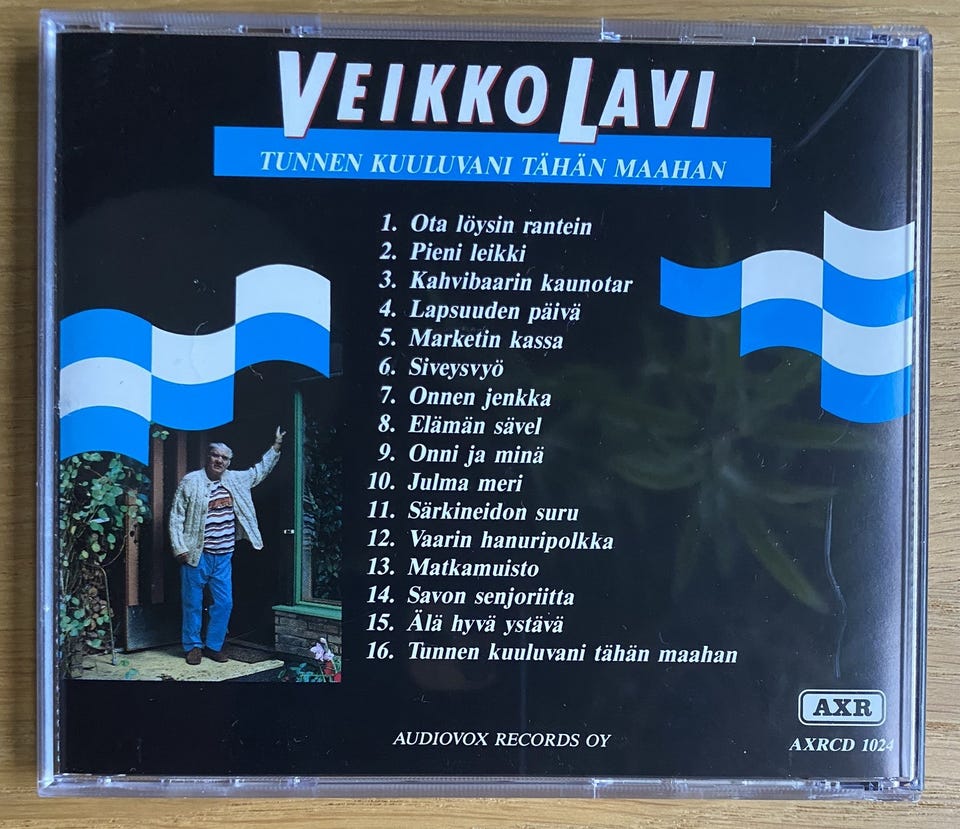 VEIKKO LAVI
TUNNEN KUULUVANI TÄHÄN MAAHAN
1. Ota löysin rantein
2. Pieni leikki
3. Kahvibaarin kaunotar
4. Lapsuuden päivä
5. Marketin kassa
6. Siveysvyö
7. Onnen jenkka
8. Elämän sävel
9. Onni ja minä
10. Julma meri
11. Särkineidon suru
12. Vaarin hanuripolkka
13. Matkamuisto
14. Savon senjoriitta
15. Älä hyvä ystävä
16. Tunnen kuuluvani tähän maahan
AXR
AUDIOVOX RECORDS OY
AXRCD 1024